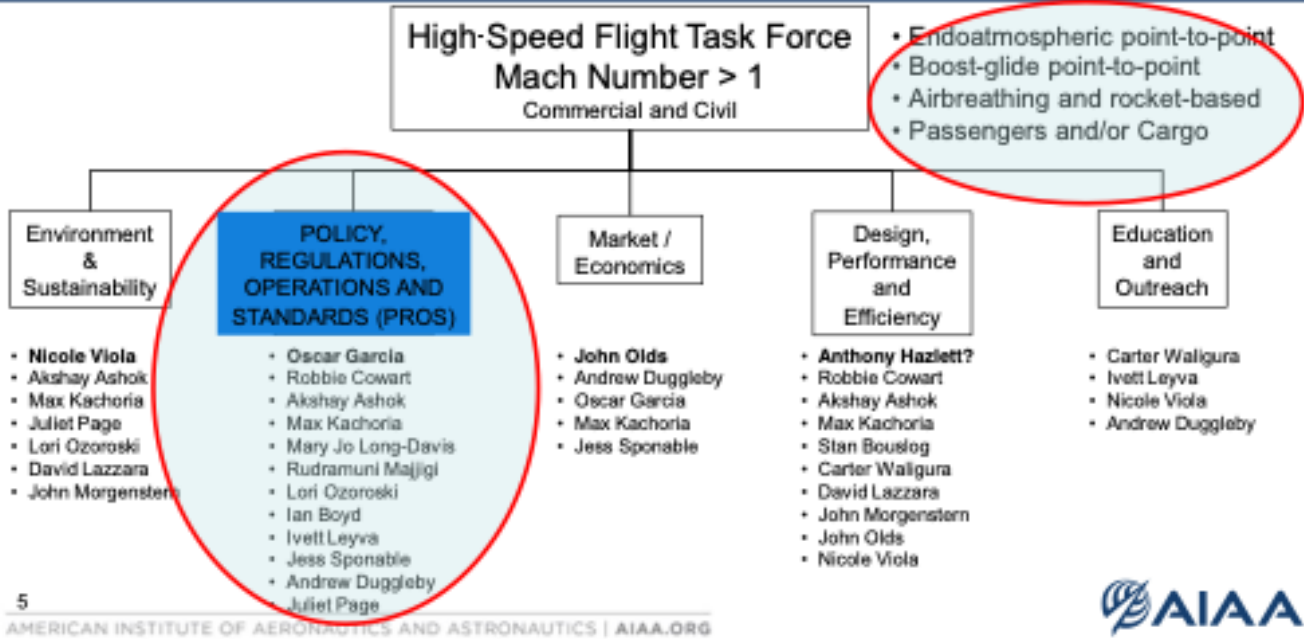 High-Speed Flight Task Force
Mach Number > 1
Commercial and Civil
• Endoatmospheric point-to-point
• Boost-glide point-to-point
• Airbreathing and rocket-based
• Passengers and/or Cargo
Environment
&
Sustainability
• Nicole Viola
• Akshay Ashok
• Max Kachoria
• Juliet Page
• Lori Ozoroski
• David Lazzara
• John Morgenstern
POLICY,
REGULATIONS,
OPERATIONS AND
STANDARDS (PROS)
• Oscar Garcia
• Robbie Cowart
• Akshay Ashok
• Max Kachoria
• Mary Jo Long-Davis
• Rudramuni Majjigi
• Lori Ozoroski
• Ian Boyd
• Ivett Leyva
• Jess Sponable
• Andrew Duggleby
• Juliet Page
Market /
Economics
• John Olds
• Andrew Duggleby
• Oscar Garcia
• Max Kachoria
• Jess Sponable
Design,
Performance
and
Efficiency
• Anthony Hazlett?
• Robbie Cowart
• Akshay Ashok
• Max Kachoria
• Stan Bouslog
• Carter Waligura
• David Lazzara
• John Morgenstern
• John Olds
• Nicole Viola
Education
and
Outreach
• Carter Waligura
• Ivett Leyva
• Nicole Viola
• Andrew Duggleby
5
AMERICAN INSTITUTE OF AERONAUTICS AND ASTRONAUTICS | AIAA.ORG
AIAA